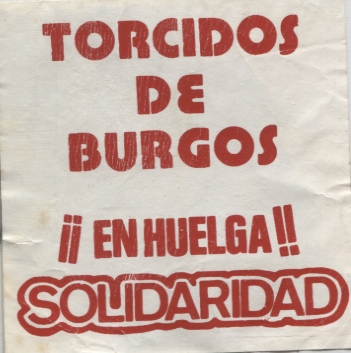 TORCIDOS
DE
BURGOS
¡¡ EN HUELGA !!
SOLIDARIDAD